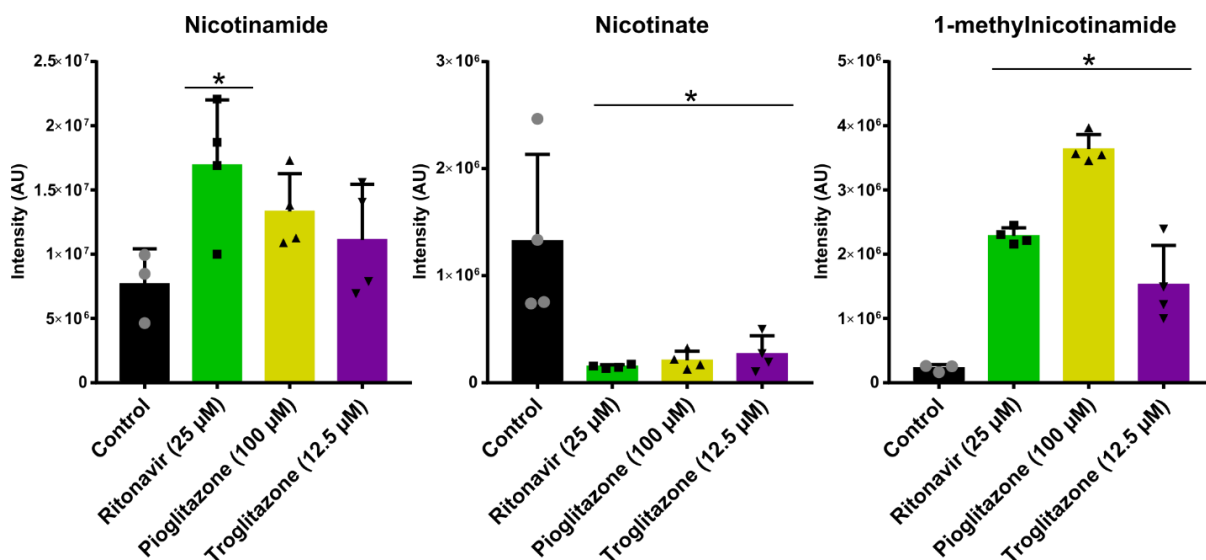 Nicotinamide
2.5×10⁷
2×10⁷
1.5×10⁷
1×10⁷
5×10⁶
0
Intensity (AU)
*
Control
Ritonavir (25 µM)
Pioglitazone (100 µM)
Troglitazone (12.5 µM)
Nicotinate
3×10⁶
2×10⁶
1×10⁶
0
Intensity (AU)
*
Control
Ritonavir (25 µM)
Pioglitazone (100 µM)
Troglitazone (12.5 µM)
1-methylnicotinamide
5×10⁶
4×10⁶
3×10⁶
2×10⁶
1×10⁶
0
Intensity (AU)
*
Control
Ritonavir (25 µM)
Pioglitazone (100 µM)
Troglitazone (12.5 µM)